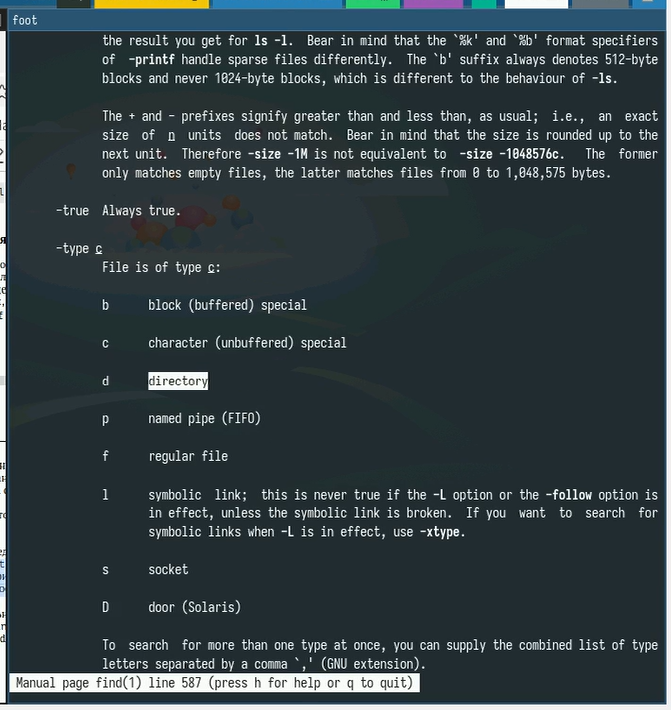 foot
the result you get for ls -l. Bear in mind that the `%k' and `%b' format specifiers
of -printf handle sparse files differently. The `b' suffix always denotes 512-byte
blocks and never 1024-byte blocks, which is different to the behaviour of -ls.
The + and - prefixes signify greater than and less than, as usual; i.e., an exact
size of n units does not match. Bear in mind that the size is rounded up to the
next unit. Therefore -size -1M is not equivalent to -size -1048576c. The former
only matches empty files, the latter matches files from 0 to 1,048,575 bytes.
-true Always true.
-type c
File is of type c:
b block (buffered) special
c character (unbuffered) special
d directory
p named pipe (FIFO)
f regular file
l symbolic link; this is never true if the -L option or the -follow option is
in effect, unless the symbolic link is broken. If you want to search for
symbolic links when -L is in effect, use -xtype.
s socket
D door (Solaris)
To search for more than one type at once, you can supply the combined list of type
letters separated by a comma `,' (GNU extension).
Manual page find(1) line 587 (press h for help or q to quit)